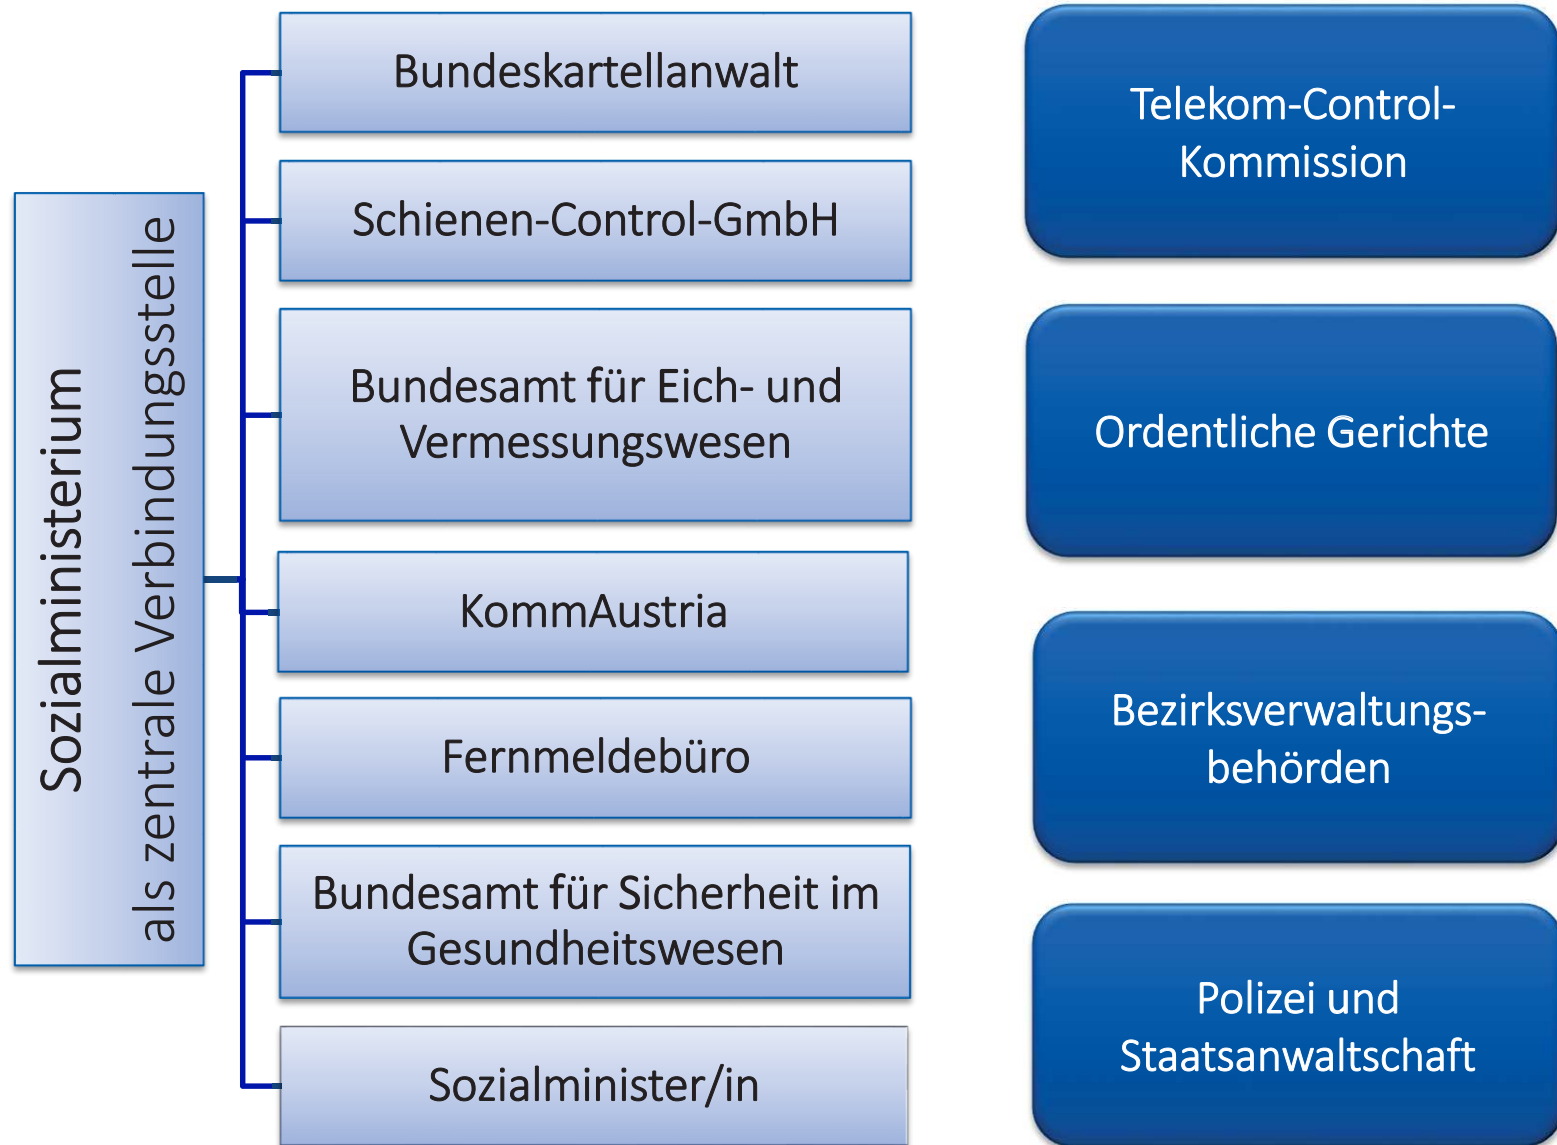 Sozialministerium
als zentrale Verbindungsstelle
Bundeskartellanwalt
Schienen-Control-GmbH
Bundesamt für Eich- und
Vermessungswesen
KommAustria
Fernmeldebüro
Bundesamt für Sicherheit im
Gesundheitswesen
Sozialminister/in
Telekom-Control-
Kommission
Ordentliche Gerichte
Bezirksverwaltungs-
behörden
Polizei und
Staatsanwaltschaft